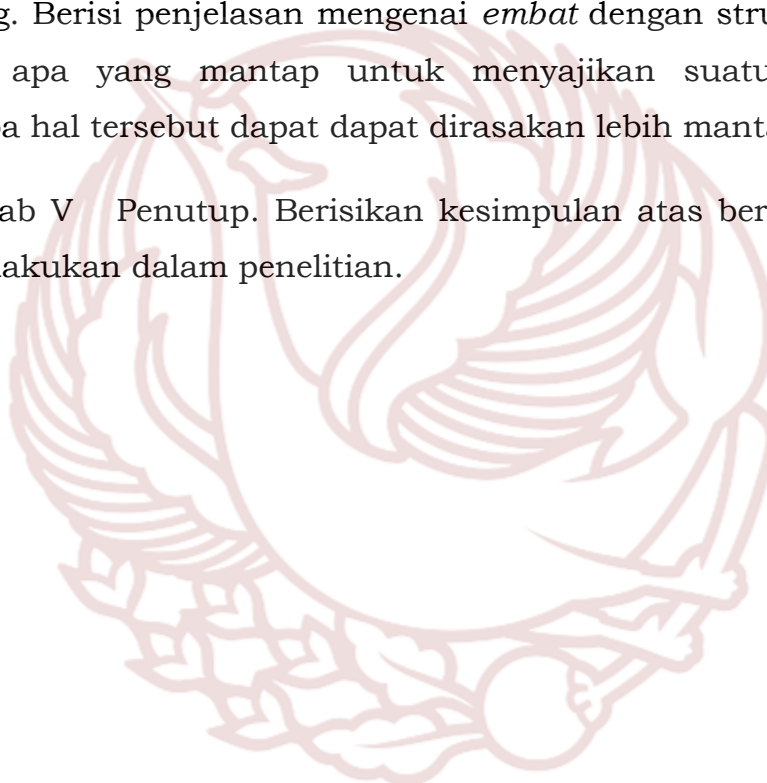 g. Berisi penjelasan mengenai embat dengan stru
apa yang mantap untuk menyajikan suatu
a hal tersebut dapat dapat dirasakan lebih manta
ab V Penutup. Berisikan kesimpulan atas ber
akukan dalam penelitian.